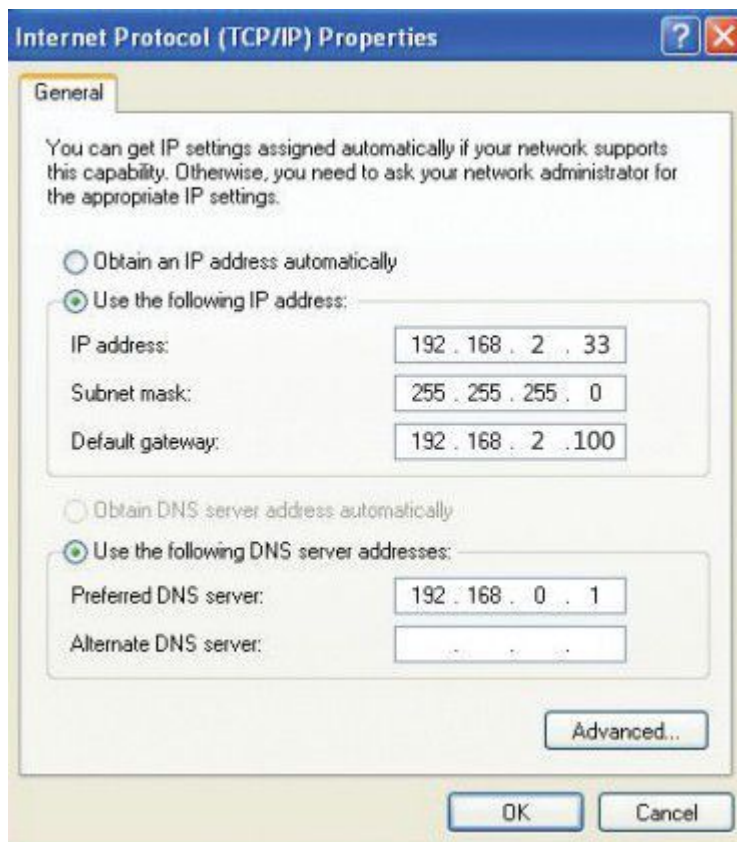 Internet Protocol (TCP/IP) Properties
General
You can get IP settings assigned automatically if your network supports
this capability. Otherwise, you need to ask your network administrator for
the appropriate IP settings.
Obtain an IP address automatically
Use the following IP address:
IP address: 192 . 168 . 2 . 33
Subnet mask: 255 . 255 . 255 . 0
Default gateway: 192 . 168 . 2 .100
Obtain DNS server address automatically
Use the following DNS server addresses:
Preferred DNS server: 192 . 168 . 0 . 1
Alternate DNS server: . . .
Advanced...
OK Cancel